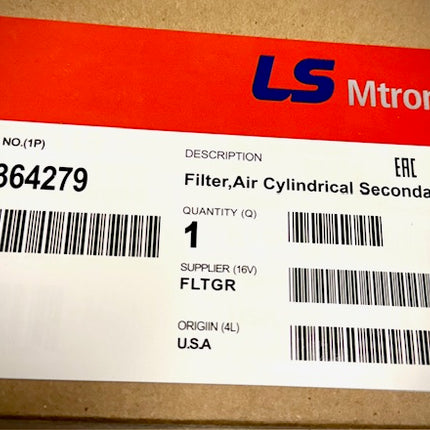 LS Mtron
NO.(1P)
364279
DESCRIPTION
EAC
Filter,Air Cylindrical Seconda
QUANTITY (Q)
1
SUPPLIER (16V)
FLTGR
ORIGIIN (4L)
U.S.A